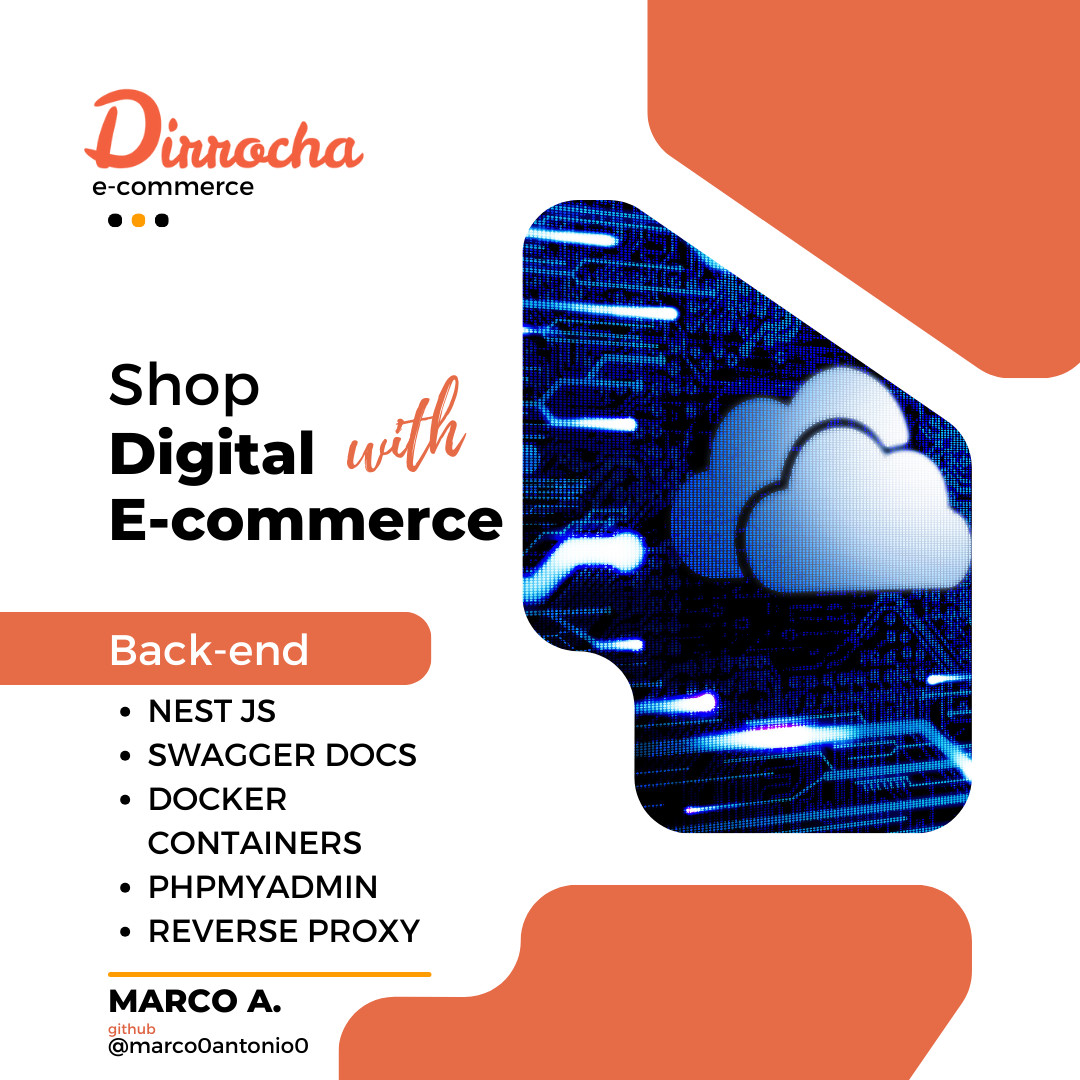 Dirrocha
e-commerce
Shop
Digital with
E-commerce
Back-end
• NEST JS
• SWAGGER DOCS
• DOCKER
CONTAINERS
• PHPMYADMIN
• REVERSE PROXY
MARCO A.
github
@marco0antonio0